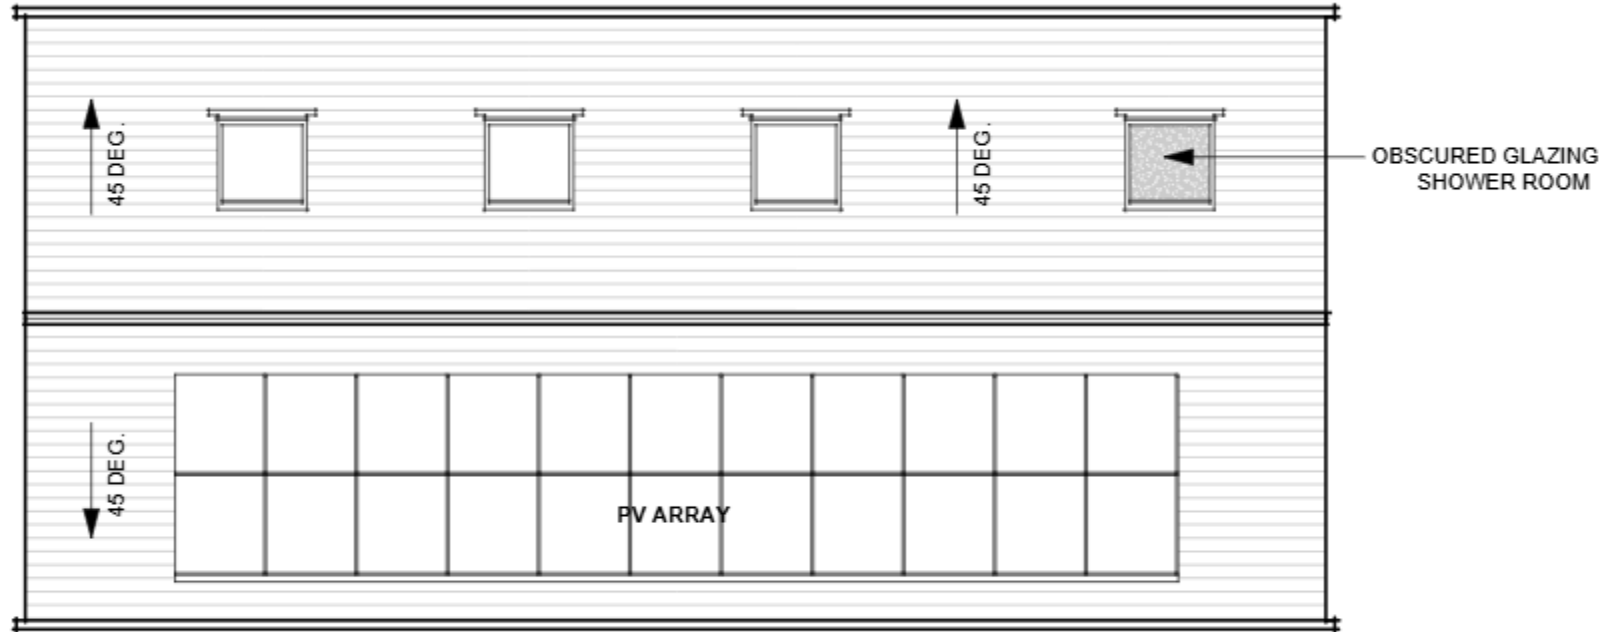 45 DEG.
45 DEG.
OBSCURED GLAZING
SHOWER ROOM
45 DEG.
PV ARRAY